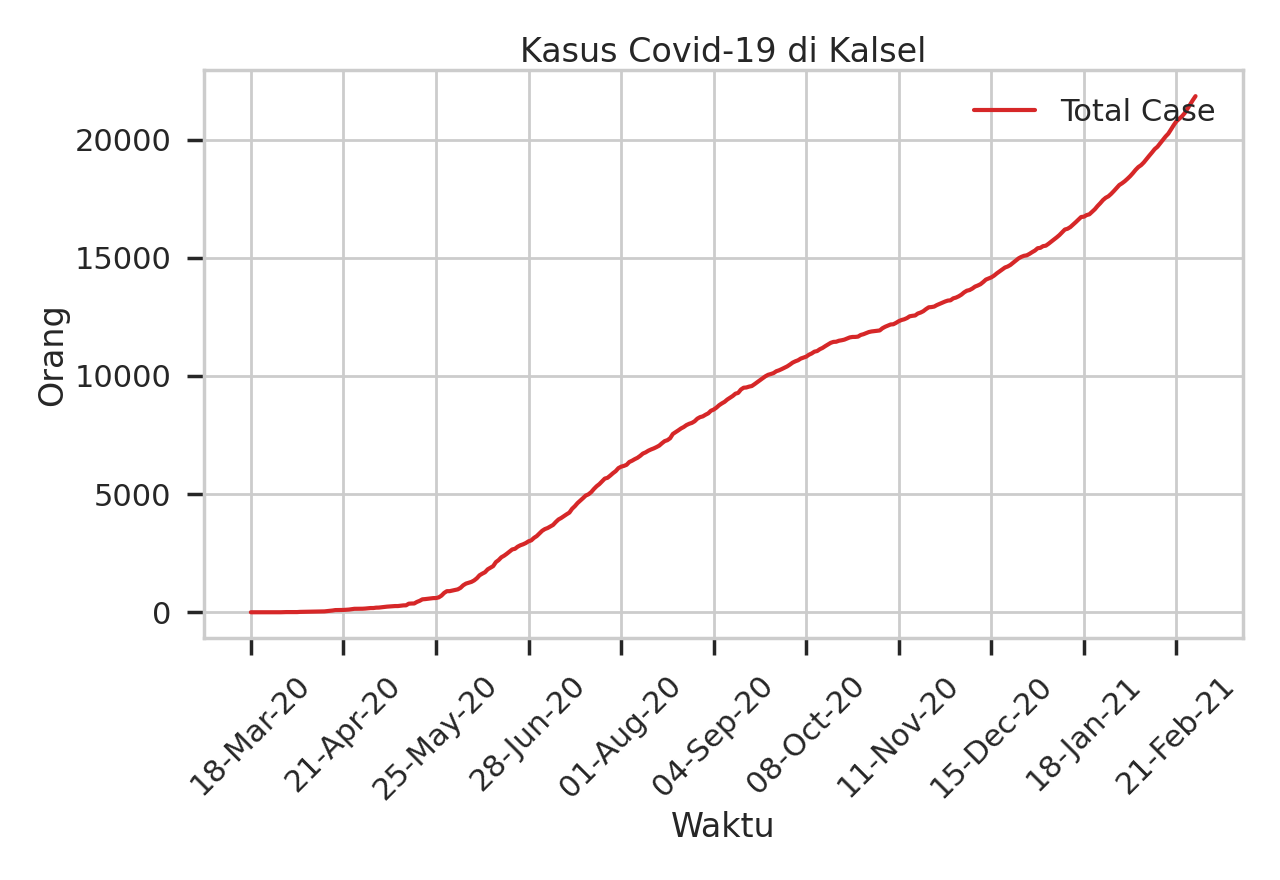 Kasus Covid-19 di Kalsel
Total Case
Orang
20000
15000
10000
5000
0
18-Mar-20
21-Apr-20
25-May-20
28-Jun-20
01-Aug-20
04-Sep-20
08-Oct-20
11-Nov-20
15-Dec-20
18-Jan-21
21-Feb-21
Waktu